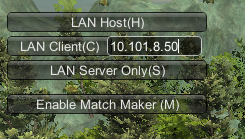 LAN Host(H)
LAN Client(C) 10.101.8.50
LAN Server Only(S)
Enable Match Maker (M)